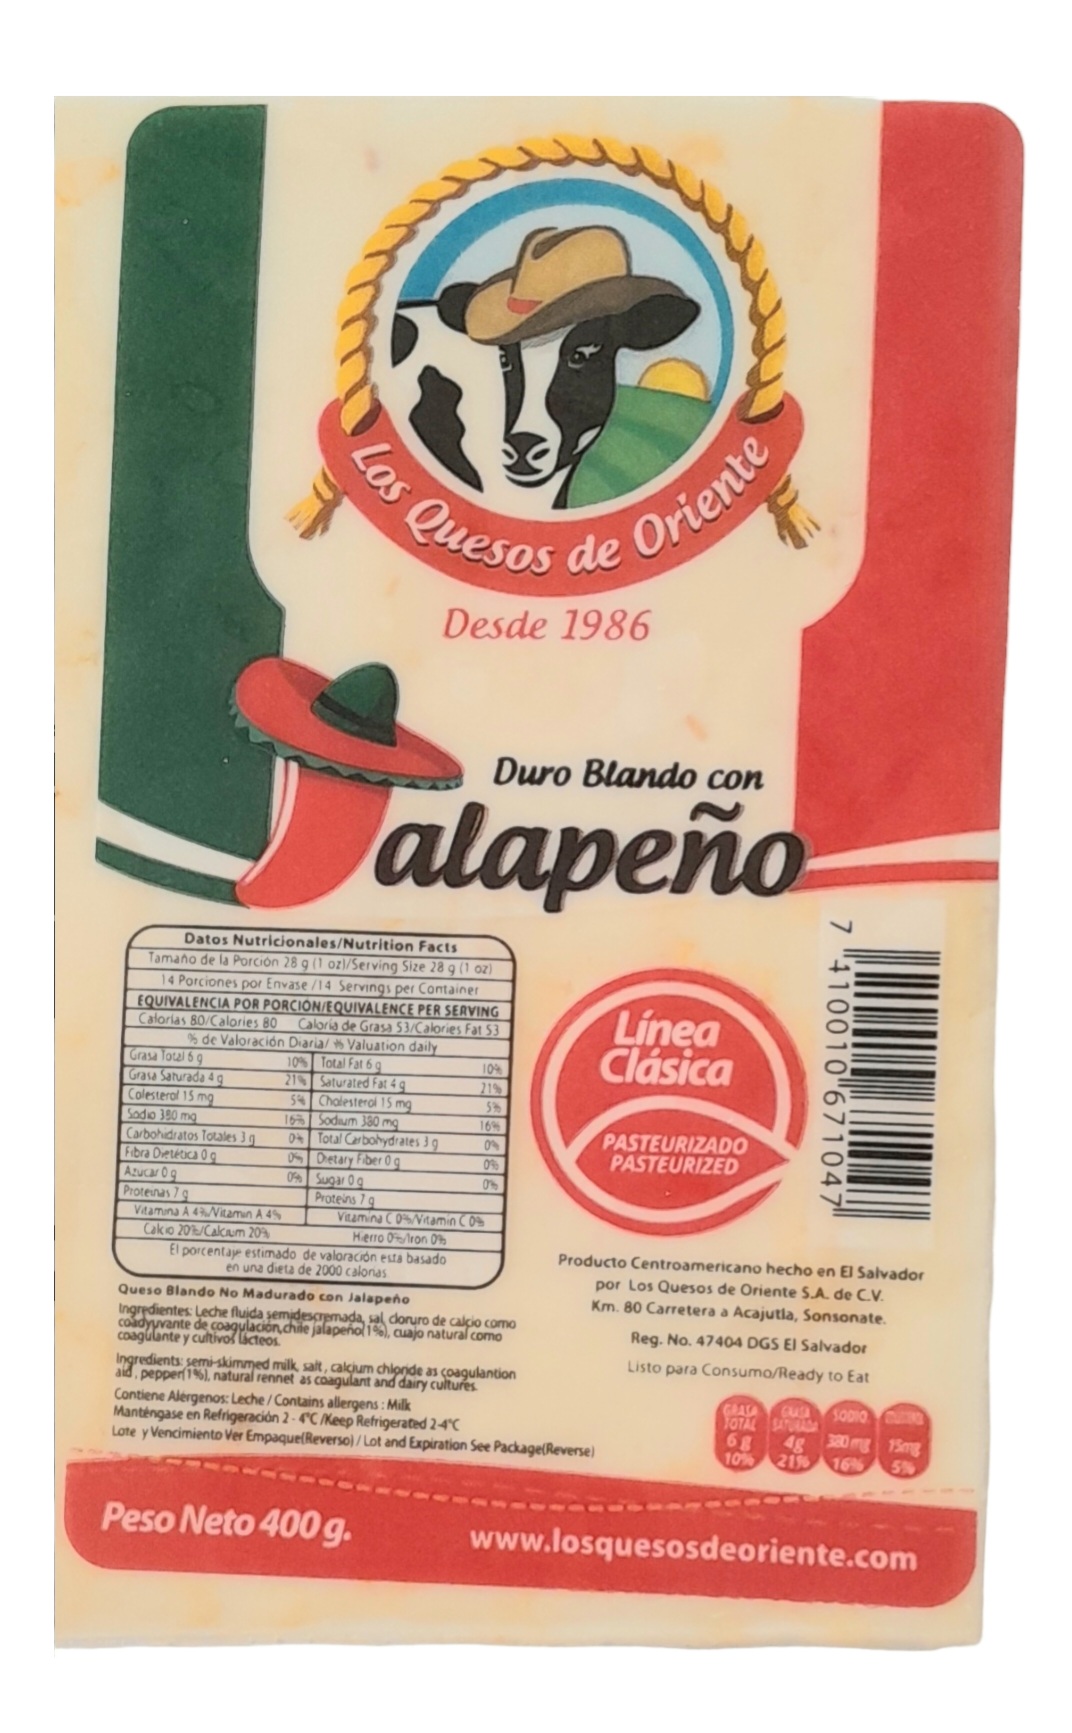 Los Quesos de Oriente
Desde 1986
Duro Blando con
Jalapeño
Datos Nutricionales/Nutrition Facts
Tamaño de la Porción 28 g (1 oz)/Serving Size 28 g (1 oz)
14 Porciones por Envase /14 Servings per Container
EQUIVALENCIA POR PORCIÓN/EQUIVALENCE PER SERVING
Calorías 80/Calories 80 Caloría de Grasa 53/Calories Fat 53
% de Valoración Diaria/ % Valuation daily
Grasa Total 6 g 10% Total Fat 6 g 10%
Grasa Saturada 4 g 21% Saturated Fat 4 g 21%
Colesterol 15 mg 5% Cholesterol 15 mg 5%
Sodio 380 mg 16% Sodium 380 mg 16%
Carbohidratos Totales 3 g 0% Total Carbohydrates 3 g 0%
Fibra Dietética 0 g 0% Dietary Fiber 0 g 0%
Azucar 0 g 0% Sugar 0 g 0%
Proteinas 7 g Proteins 7 g
Vitamina A 4%/Vitamin A 4% Vitamina C 0%/Vitamin C 0%
Calcio 20%/Calcium 20% Hierro 0%/Iron 0%
El porcentaje estimado de valoración esta basado
en una dieta de 2000 calorias
Queso Blando No Madurado con Jalapeño
Ingredientes: Leche fluida semidescremada, sal, cloruro de calcio como
coadyuvante de coagulación,chile jalapeño(1%), cuajo natural como
coagulante y cultivos lácteos.
Ingredients: semi-skimmed milk, salt, calcium chloride as coagulantion
aid, pepper(1%), natural rennet as coagulant and dairy cultures.
Contiene Alérgenos: Leche / Contains allergens : Milk
Manténgase en Refrigeración 2 - 4°C /Keep Refrigerated 2-4°C
Lote y Vencimiento Ver Empaque(Reverso) / Lot and Expiration See Package(Reverse)
Línea
Clásica
PASTEURIZADO
PASTEURIZED
7 410010 671047
Producto Centroamericano hecho en El Salvador
por Los Quesos de Oriente S.A. de C.V.
Km. 80 Carretera a Acajutla, Sonsonate.
Reg. No. 47404 DGS El Salvador
Listo para Consumo/Ready to Eat
GRASA TOTAL 6 g 10%
GRASA SATURADA 4g 21%
SODIO 380 mg 16%
15mg 5%
Peso Neto 400 g.
www.losquesosdeoriente.com